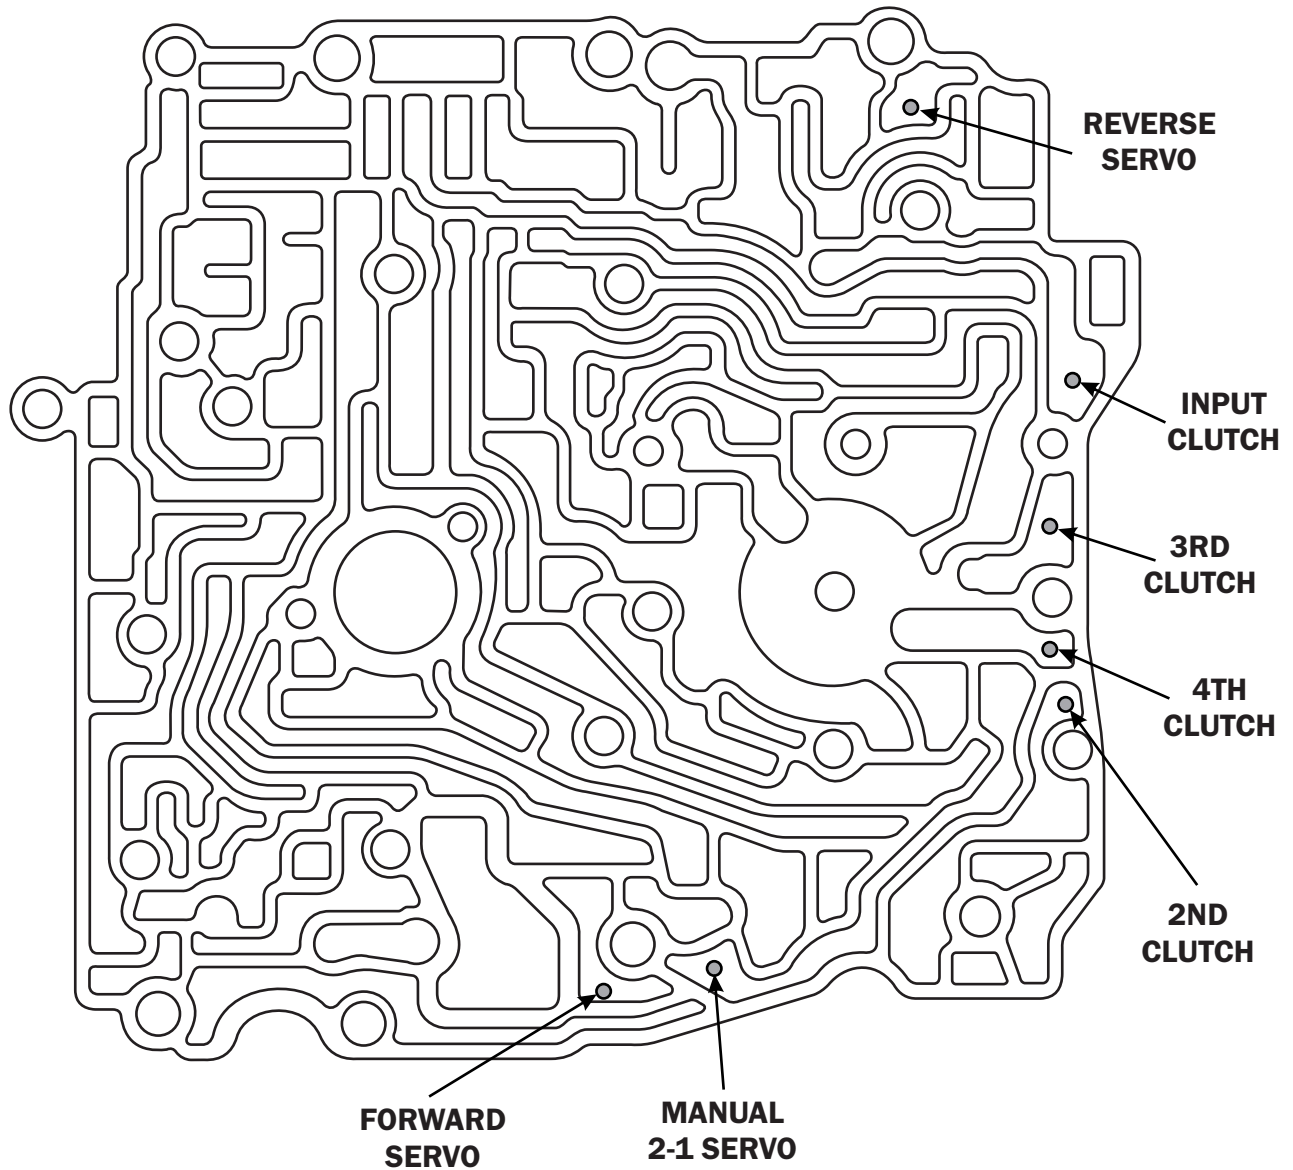 REVERSE
SERVO
INPUT
CLUTCH
3RD
CLUTCH
4TH
CLUTCH
2ND
CLUTCH
MANUAL
2-1 SERVO
FORWARD
SERVO